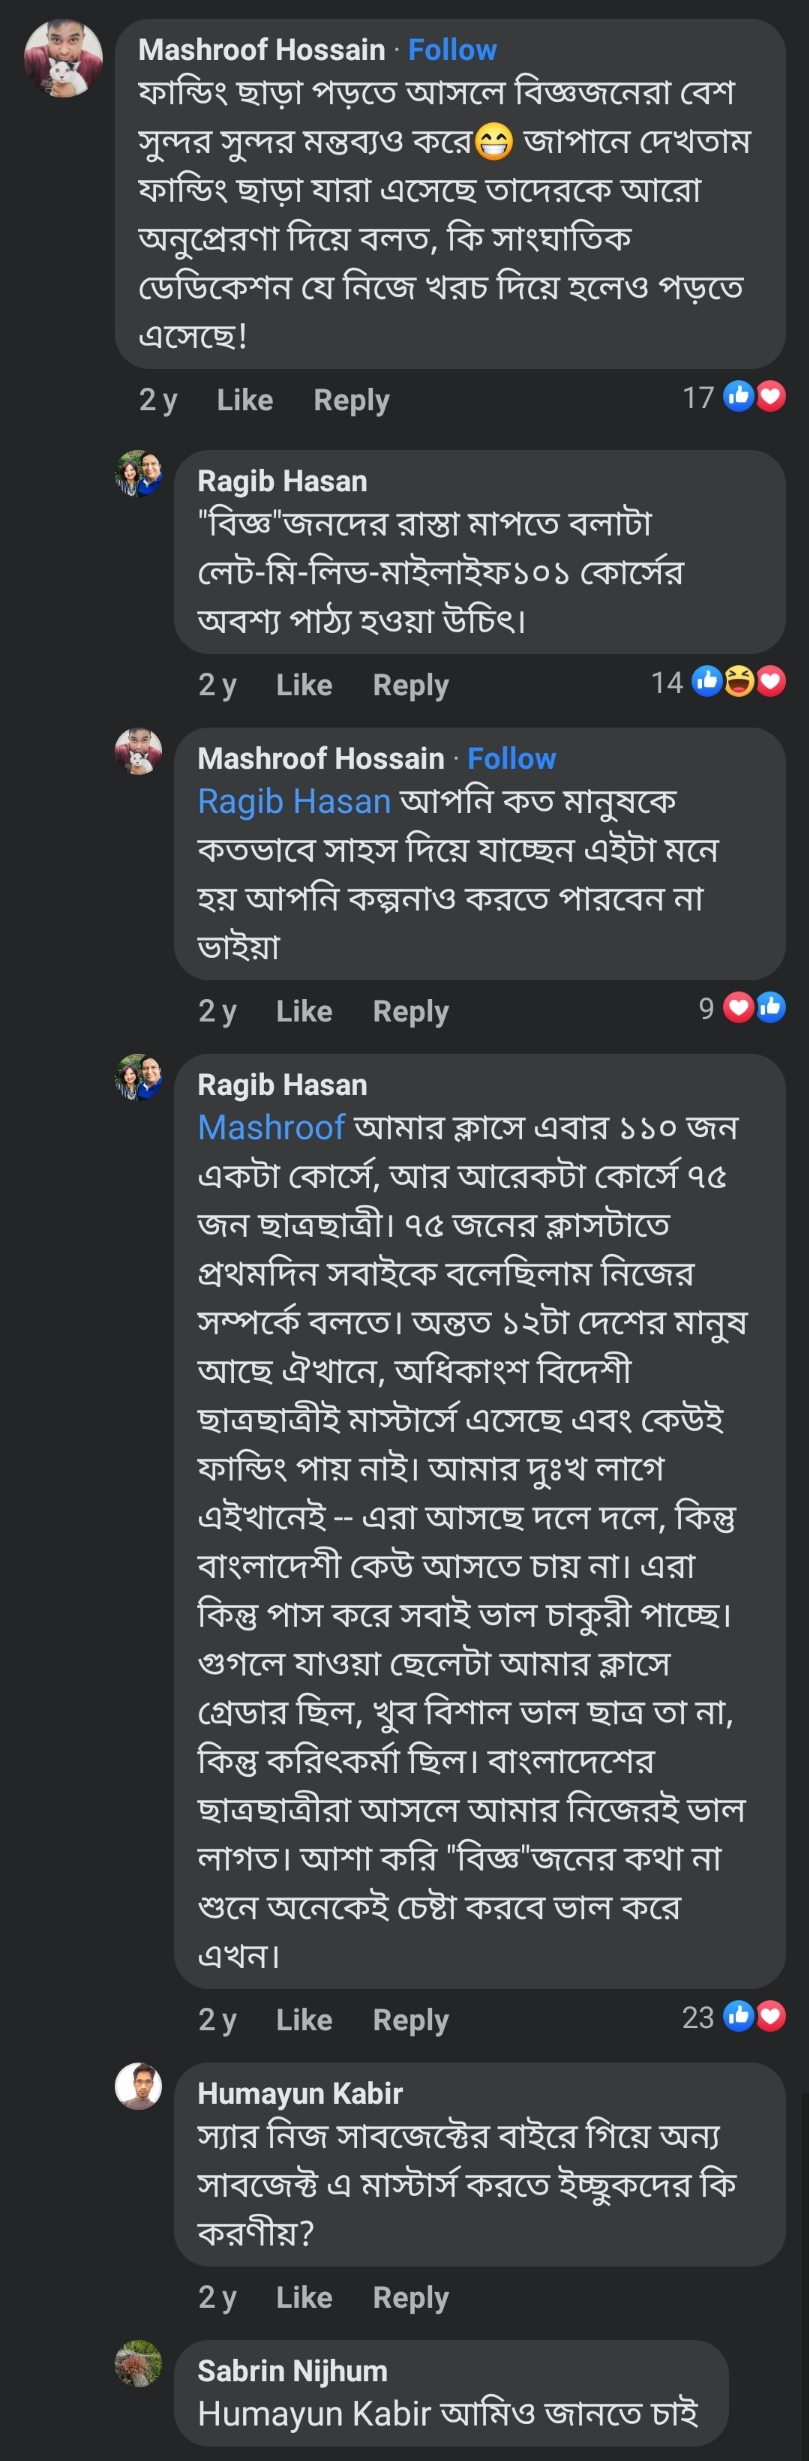 Mashroof Hossain · Follow
ফান্ডিং ছাড়া পড়তে আসলে বিজ্ঞজনেরা বেশ
সুন্দর সুন্দর মন্তব্যও করে😁 জাপানে দেখতাম
ফান্ডিং ছাড়া যারা এসেছে তাদেরকে আরো
অনুপ্রেরণা দিয়ে বলত, কি সাংঘাতিক
ডেডিকেশন যে নিজে খরচ দিয়ে হলেও পড়তে
এসেছে!
2 y Like Reply 17
Ragib Hasan
"বিজ্ঞ"জনদের রাস্তা মাপতে বলাটা
লেট-মি-লিভ-মাইলাইফ১০১ কোর্সের
অবশ্য পাঠ্য হওয়া উচিৎ।
2 y Like Reply 14
Mashroof Hossain · Follow
Ragib Hasan আপনি কত মানুষকে
কতভাবে সাহস দিয়ে যাচ্ছেন এইটা মনে
হয় আপনি কল্পনাও করতে পারবেন না
ভাইয়া
2 y Like Reply 9
Ragib Hasan
Mashroof আমার ক্লাসে এবার ১১০ জন
একটা কোর্সে, আর আরেকটা কোর্সে ৭৫
জন ছাত্রছাত্রী। ৭৫ জনের ক্লাসটাতে
প্রথমদিন সবাইকে বলেছিলাম নিজের
সম্পর্কে বলতে। অন্তত ১২টা দেশের মানুষ
আছে ঐখানে, অধিকাংশ বিদেশী
ছাত্রছাত্রীই মাস্টার্সে এসেছে এবং কেউই
ফান্ডিং পায় নাই। আমার দুঃখ লাগে
এইখানেই -- এরা আসছে দলে দলে, কিন্তু
বাংলাদেশী কেউ আসতে চায় না। এরা
কিন্তু পাস করে সবাই ভাল চাকুরী পাচ্ছে।
গুগলে যাওয়া ছেলেটা আমার ক্লাসে
গ্রেডার ছিল, খুব বিশাল ভাল ছাত্র তা না,
কিন্তু করিৎকর্মা ছিল। বাংলাদেশের
ছাত্রছাত্রীরা আসলে আমার নিজেরই ভাল
লাগত। আশা করি "বিজ্ঞ"জনের কথা না
শুনে অনেকেই চেষ্টা করবে ভাল করে
এখন।
2 y Like Reply 23
Humayun Kabir
স্যার নিজ সাবজেক্টের বাইরে গিয়ে অন্য
সাবজেক্ট এ মাস্টার্স করতে ইচ্ছুকদের কি
করণীয়?
2 y Like Reply
Sabrin Nijhum
Humayun Kabir আমিও জানতে চাই